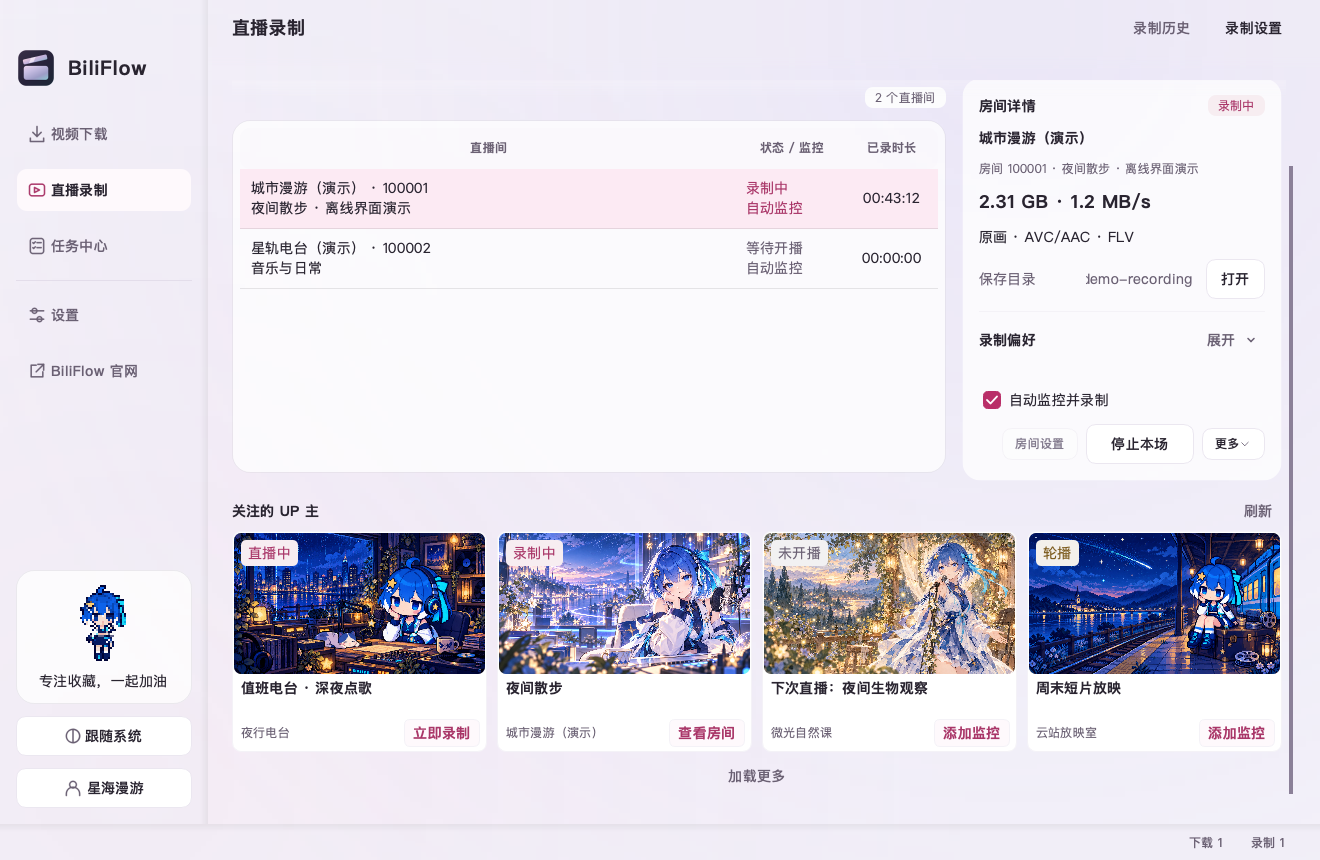 BiliFlow
视频下载
直播录制
任务中心
设置
BiliFlow 官网
专注收藏，一起加油
跟随系统
星海漫游
直播录制
录制历史
录制设置
2 个直播间
直播间
状态 / 监控
已录时长
城市漫游（演示） · 100001
夜间散步 · 离线界面演示
录制中
自动监控
00:43:12
星轨电台（演示） · 100002
音乐与日常
等待开播
自动监控
00:00:00
房间详情
录制中
城市漫游（演示）
房间 100001 · 夜间散步 · 离线界面演示
2.31 GB · 1.2 MB/s
原画 · AVC/AAC · FLV
保存目录
demo-recording
打开
录制偏好
展开
自动监控并录制
房间设置
停止本场
更多
关注的 UP 主
刷新
直播中
值班电台 · 深夜点歌
夜行电台
立即录制
录制中
夜间散步
城市漫游（演示）
查看房间
未开播
下次直播：夜间生物观察
微光自然课
添加监控
轮播
周末短片放映
云站放映室
添加监控
加载更多
下载 1
录制 1